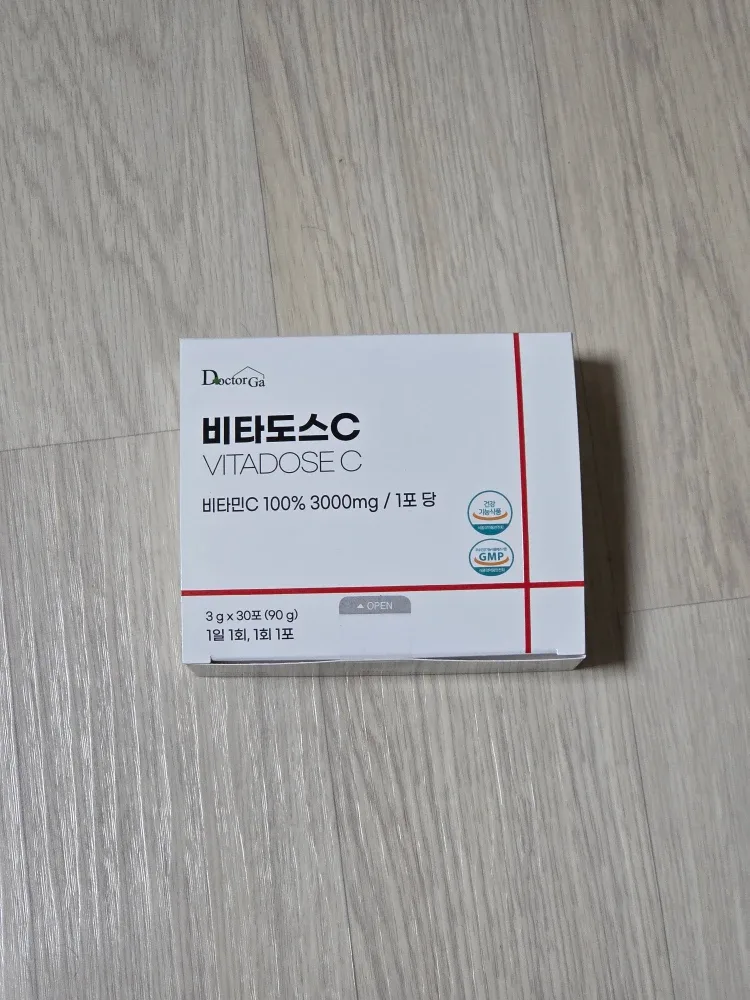 DoctorGa
비타도스C
VITADOSE C
비타민C 100% 3000mg / 1포 당
건강
기능식품
GMP
3 g x 30포 (90 g)
1일 1회, 1회 1포
▲ OPEN